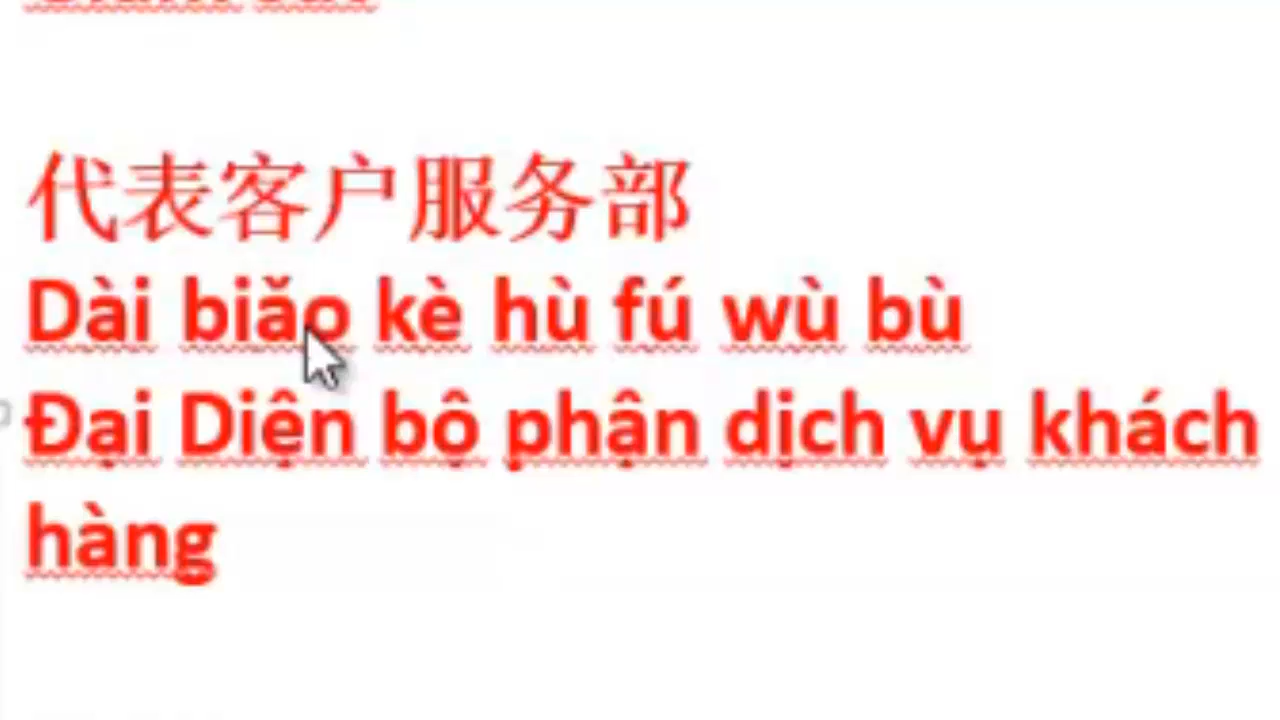 代表客户服务部
Dài biǎo kè hù fú wù bù
Đại Diện bộ phận dịch vụ khách
hàng